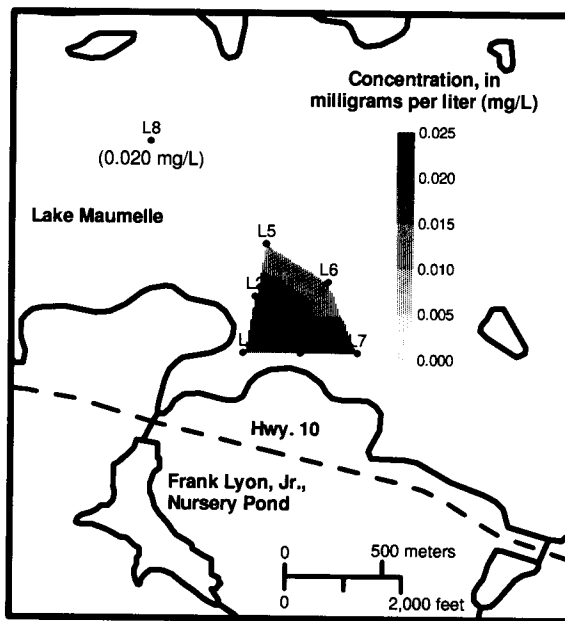 Concentration, in
milligrams per liter (mg/L)
0.025
0.020
0.015
0.010
0.005
0.000
L8
(0.020 mg/L)
Lake Maumelle
L5
L6
L7
Hwy. 10
Frank Lyon, Jr.,
Nursery Pond
0 500 meters
0 2,000 feet